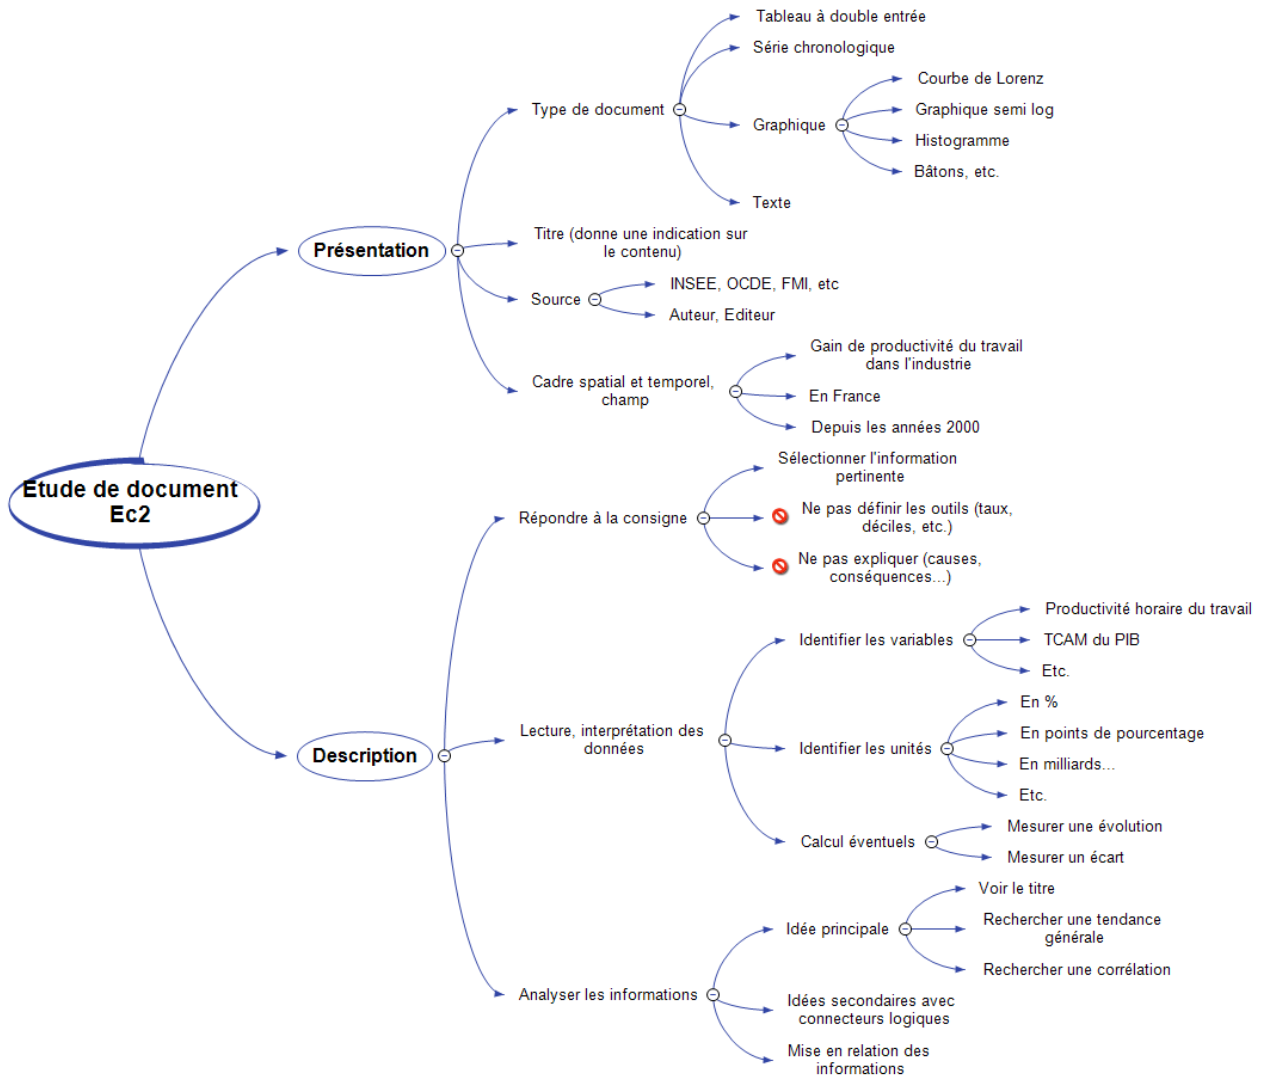 Etude de document
Ec2
Présentation
Type de document
Tableau à double entrée
Série chronologique
Graphique
Courbe de Lorenz
Graphique semi log
Histogramme
Bâtons, etc.
Texte
Titre (donne une indication sur
le contenu)
Source
INSEE, OCDE, FMI, etc
Auteur, Editeur
Cadre spatial et temporel,
champ
Gain de productivité du travail
dans l'industrie
En France
Depuis les années 2000
Description
Répondre à la consigne
Sélectionner l'information
pertinente
Ne pas définir les outils (taux,
déciles, etc.)
Ne pas expliquer (causes,
conséquences...)
Lecture, interprétation des
données
Identifier les variables
Productivité horaire du travail
TCAM du PIB
Etc.
Identifier les unités
En %
En points de pourcentage
En milliards...
Etc.
Calcul éventuels
Mesurer une évolution
Mesurer un écart
Analyser les informations
Idée principale
Voir le titre
Rechercher une tendance
générale
Rechercher une corrélation
Idées secondaires avec
connecteurs logiques
Mise en relation des
informations